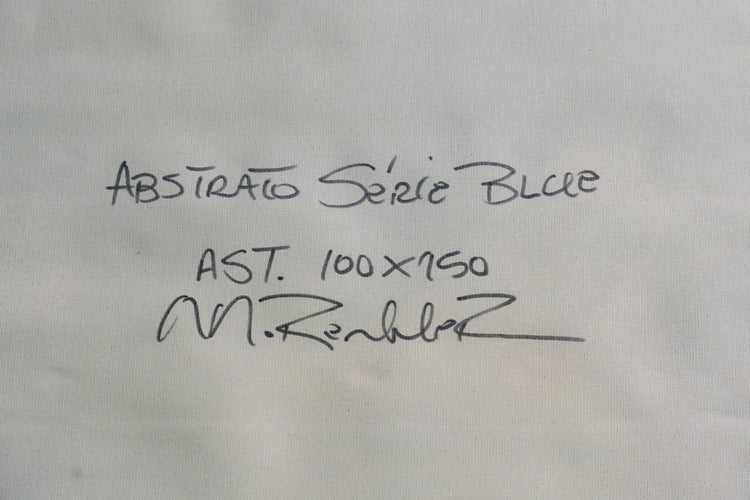 Abstrato Série Blue
AST. 100x150
M.